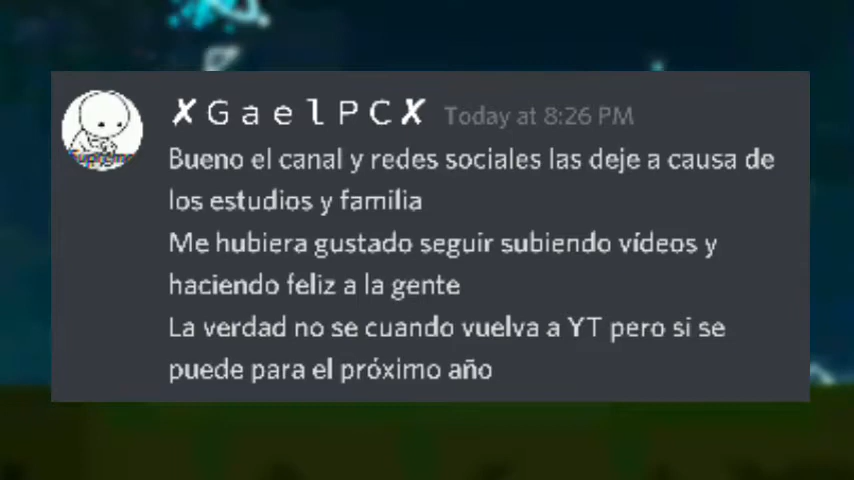 ✗GaelPC✗ Today at 8:26 PM
Bueno el canal y redes sociales las deje a causa de
los estudios y familia
Me hubiera gustado seguir subiendo vídeos y
haciendo feliz a la gente
La verdad no se cuando vuelva a YT pero si se
puede para el próximo año